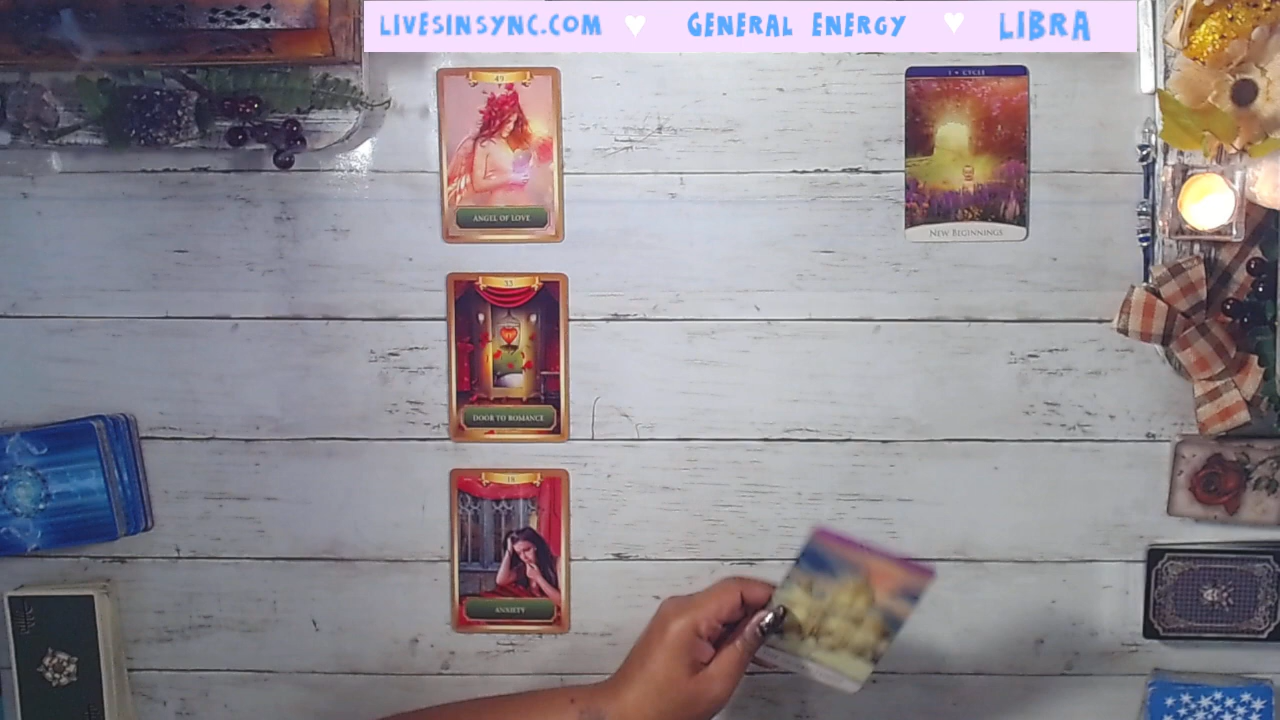 LIVESINSYNC.COM ♥ GENERAL ENERGY ♥ LIBRA
49
ANGEL OF LOVE
1 • CYCLE
NEW BEGINNINGS
33
DOOR TO ROMANCE
18
ANXIETY